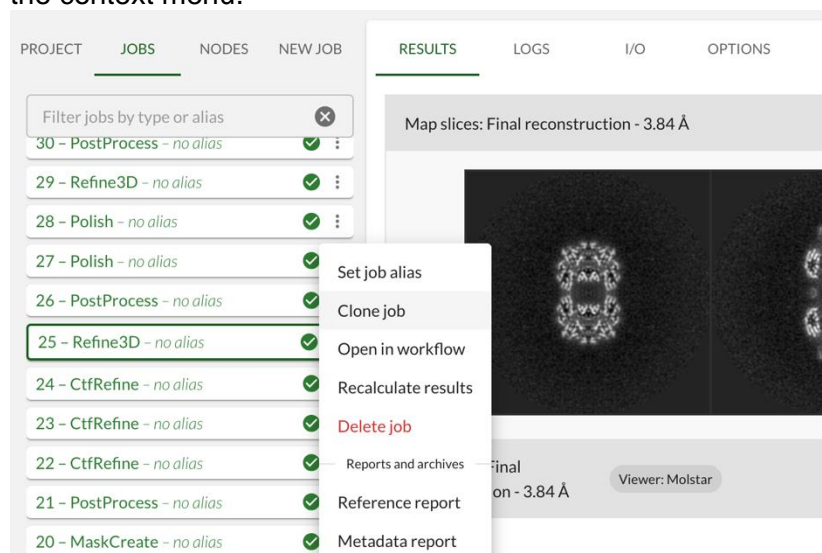 the context menu.
PROJECT JOBS NODES NEW JOB
RESULTS LOGS I/O OPTIONS
Filter jobs by type or alias
Map slices: Final reconstruction - 3.84 Å
30 – PostProcess – no alias
29 – Refine3D – no alias
28 – Polish – no alias
27 – Polish – no alias
26 – PostProcess – no alias
25 – Refine3D – no alias
24 – CtfRefine – no alias
23 – CtfRefine – no alias
22 – CtfRefine – no alias
21 – PostProcess – no alias
20 – MaskCreate – no alias
Set job alias
Clone job
Open in workflow
Recalculate results
Delete job
Reports and archives
Reference report
Metadata report
Final
on - 3.84 Å
Viewer: Molstar